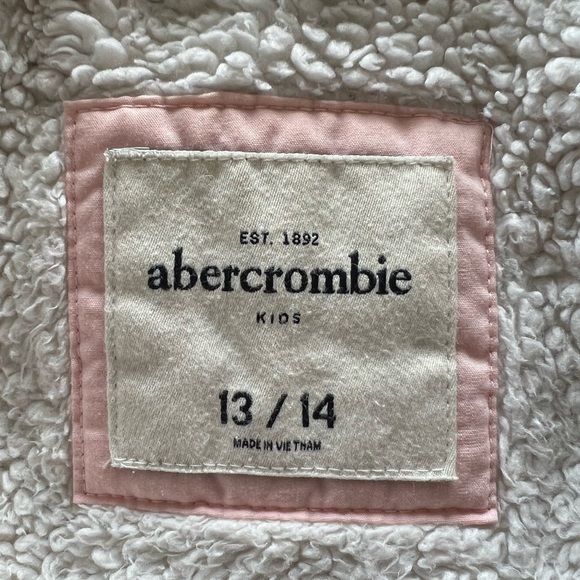 EST. 1892
abercrombie
KIDS
13 / 14
MADE IN VIETNAM